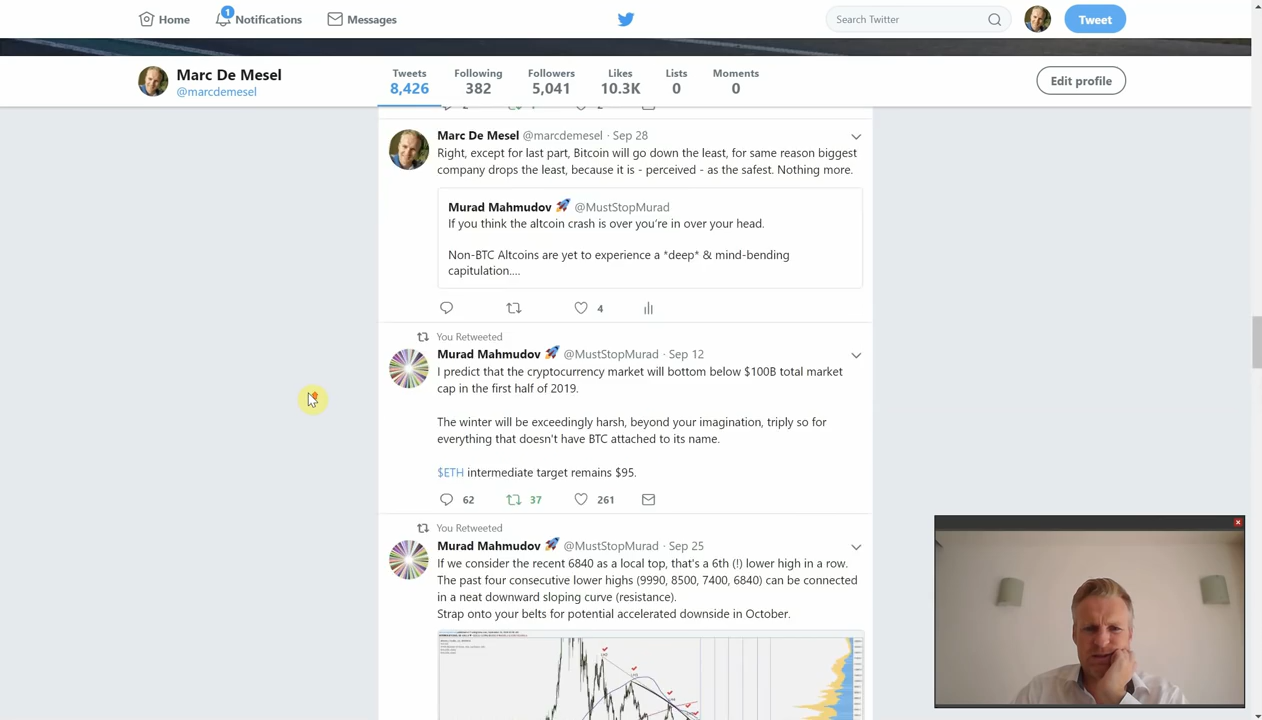 Home
1
Notifications
Messages
Search Twitter
Tweet
Marc De Mesel
@marcdemesel
Tweets
8,426
Following
382
Followers
5,041
Likes
10.3K
Lists
0
Moments
0
Edit profile
Marc De Mesel @marcdemesel · Sep 28
Right, except for last part, Bitcoin will go down the least, for same reason biggest
company drops the least, because it is - perceived - as the safest. Nothing more.
Murad Mahmudov @MustStopMurad
If you think the altcoin crash is over you're in over your head.
Non-BTC Altcoins are yet to experience a *deep* & mind-bending
capitulation....
4
You Retweeted
Murad Mahmudov @MustStopMurad · Sep 12
I predict that the cryptocurrency market will bottom below $100B total market
cap in the first half of 2019.
The winter will be exceedingly harsh, beyond your imagination, triply so for
everything that doesn't have BTC attached to its name.
$ETH intermediate target remains $95.
62
37
261
You Retweeted
Murad Mahmudov @MustStopMurad · Sep 25
If we consider the recent 6840 as a local top, that's a 6th (!) lower high in a row.
The past four consecutive lower highs (9990, 8500, 7400, 6840) can be connected
in a neat downward sloping curve (resistance).
Strap onto your belts for potential accelerated downside in October.